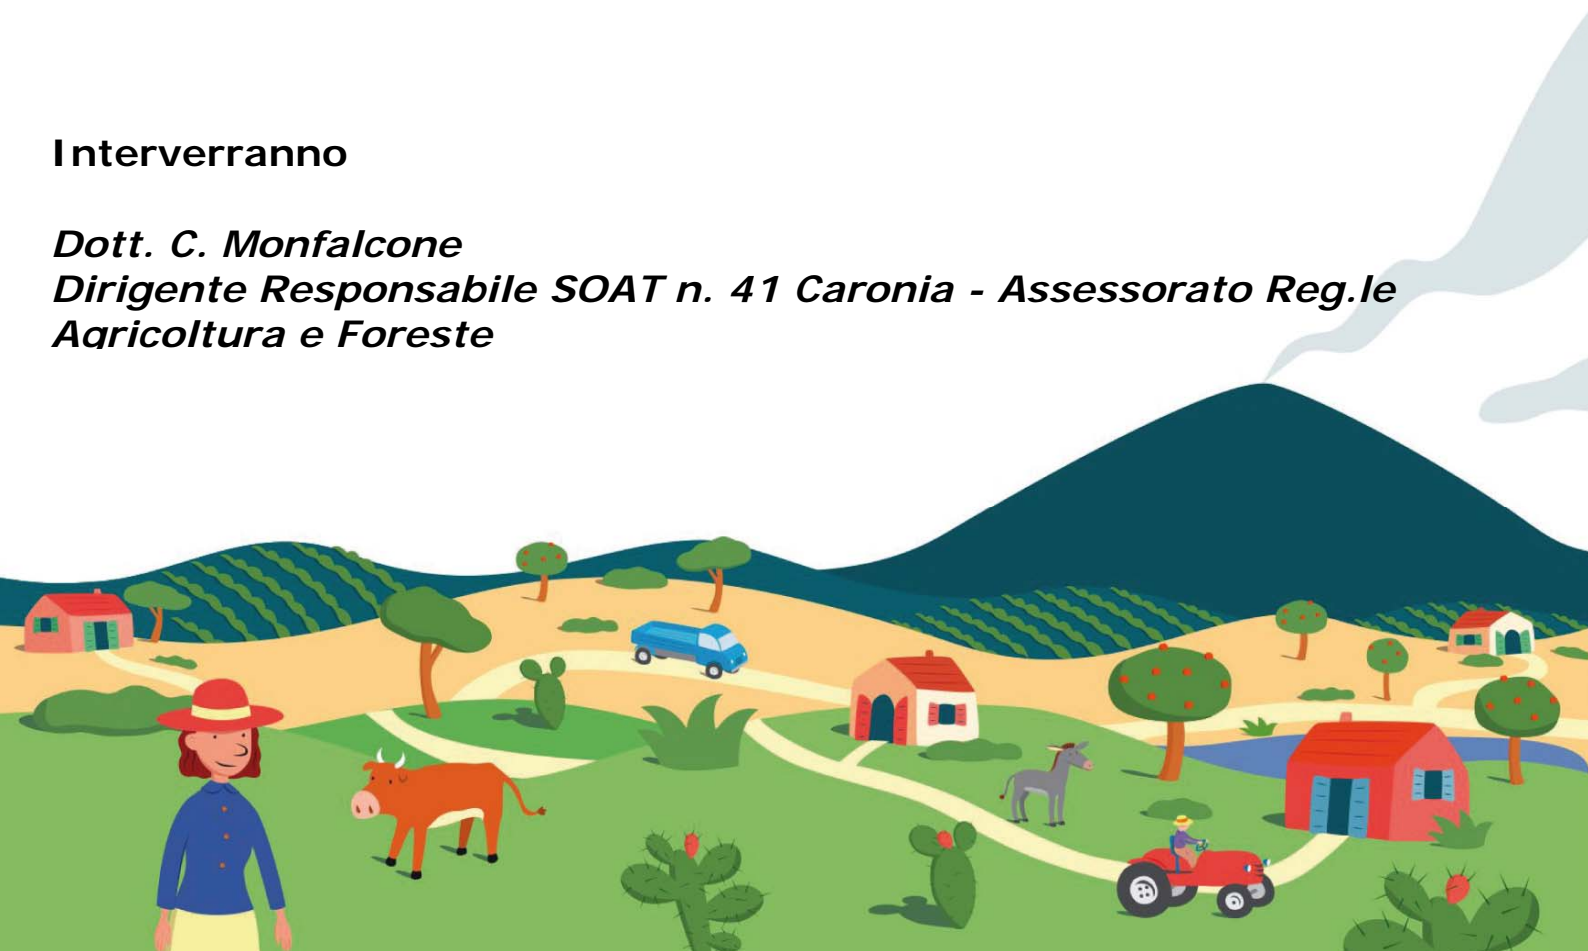 Interverranno
Dott. C. Monfalcone
Dirigente Responsabile SOAT n. 41 Caronia - Assessorato Reg.le
Agricoltura e Foreste